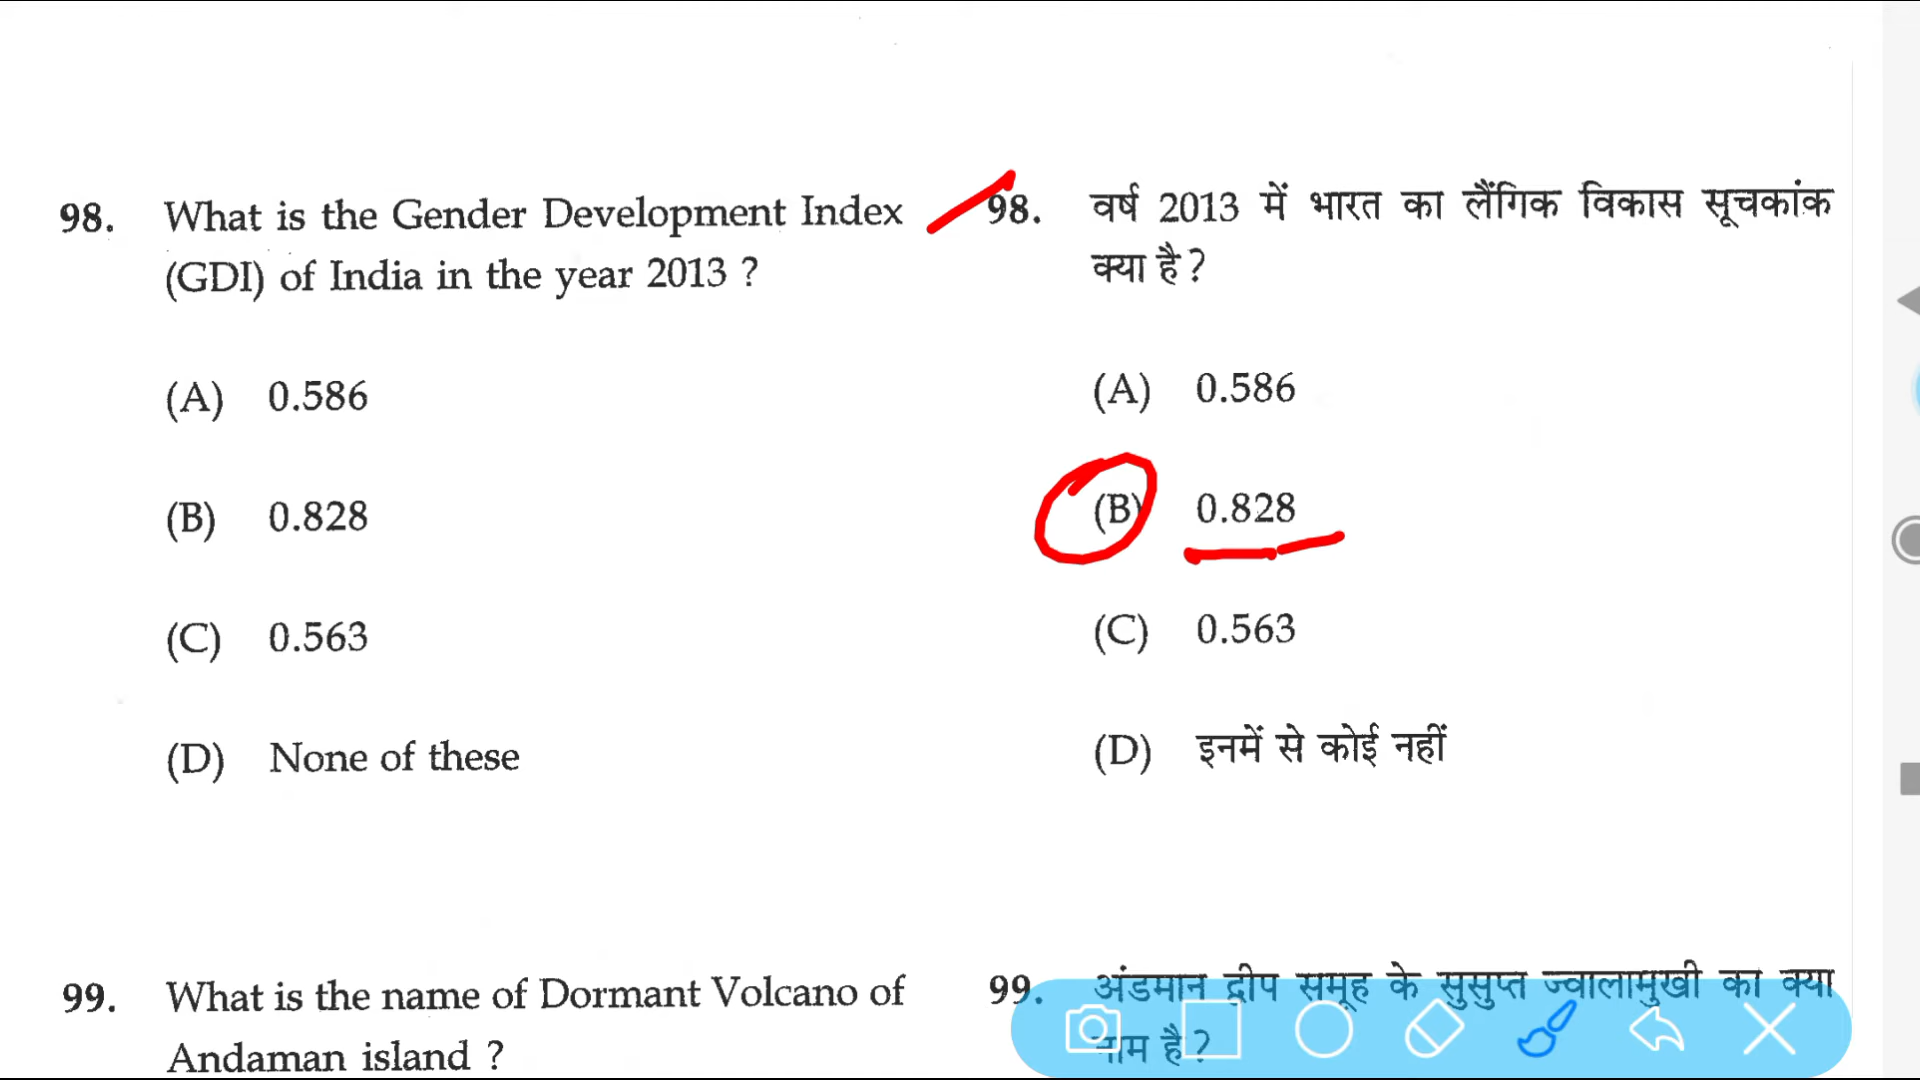 98. What is the Gender Development Index
(GDI) of India in the year 2013 ?
(A) 0.586
(B) 0.828
(C) 0.563
(D) None of these
99. What is the name of Dormant Volcano of
Andaman island ?
98. वर्ष 2013 में भारत का लैंगिक विकास सूचकांक
क्या है ?
(A) 0.586
(B) 0.828
(C) 0.563
(D) इनमें से कोई नहीं
99. अंडमान द्वीप समूह के सुसुप्त ज्वालामुखी का क्या
नाम है ?